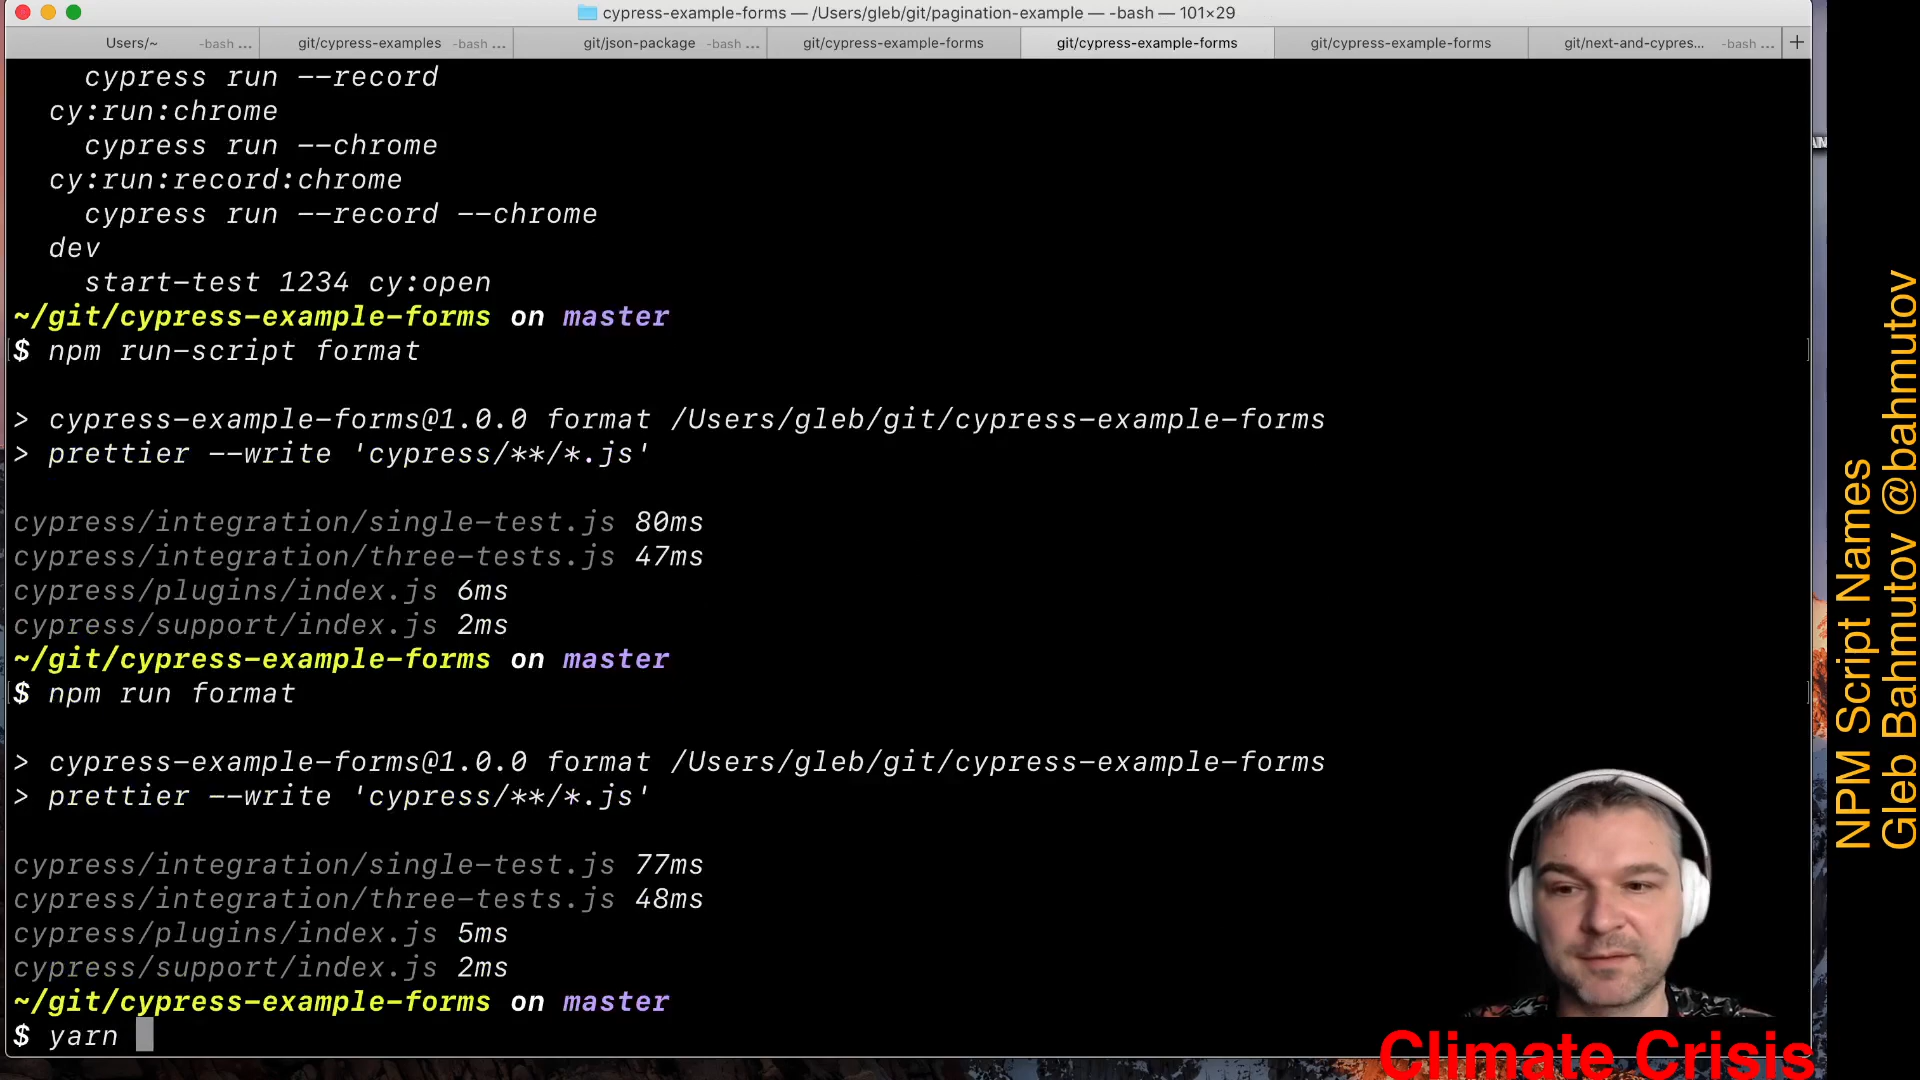 cypress-example-forms — /Users/gleb/git/pagination-example — -bash — 101×29
Users/~ -bash ...
git/cypress-examples -bash ...
git/json-package -bash ...
git/cypress-example-forms
git/cypress-example-forms
git/cypress-example-forms
git/next-and-cypres... -bash ...
+
cypress run --record
cy:run:chrome
cypress run --chrome
cy:run:record:chrome
cypress run --record --chrome
dev
start-test 1234 cy:open
~/git/cypress-example-forms on master
$ npm run-script format
> cypress-example-forms@1.0.0 format /Users/gleb/git/cypress-example-forms
> prettier --write 'cypress/**/*.js'
cypress/integration/single-test.js 80ms
cypress/integration/three-tests.js 47ms
cypress/plugins/index.js 6ms
cypress/support/index.js 2ms
~/git/cypress-example-forms on master
$ npm run format
> cypress-example-forms@1.0.0 format /Users/gleb/git/cypress-example-forms
> prettier --write 'cypress/**/*.js'
cypress/integration/single-test.js 77ms
cypress/integration/three-tests.js 48ms
cypress/plugins/index.js 5ms
cypress/support/index.js 2ms
~/git/cypress-example-forms on master
$ yarn
NPM Script Names
Gleb Bahmutov @bahmutov
Climate Crisis